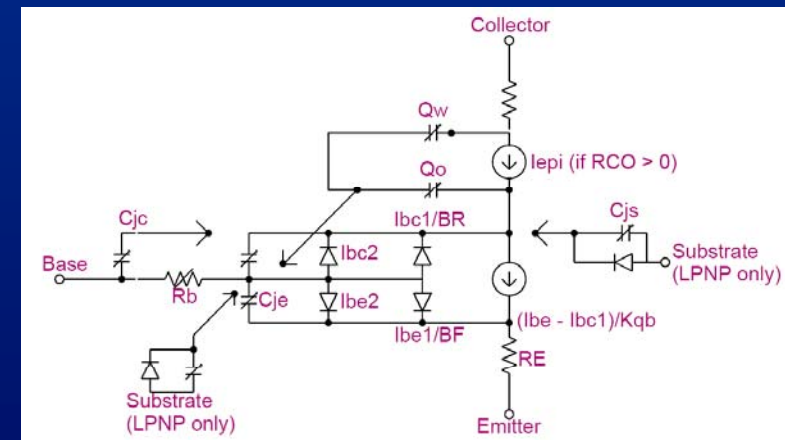 Collector
Qw
Iepi (if RCO > 0)
Qo
Cjc
Ibc1/BR
Cjs
Ibc2
Substrate
(LPNP only)
Base
Rb
Cje
Ibe2
(Ibe - Ibc1)/Kqb
Ibe1/BF
RE
Substrate
(LPNP only)
Emitter